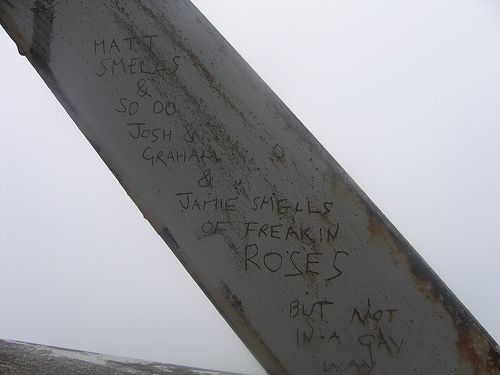 MATT
SMELLS
&
SO DO
JOSH &
GRAHAM
&
JAMIE SMELLS
OF FREAKIN
ROSES
BUT NOT
IN A GAY
WAY